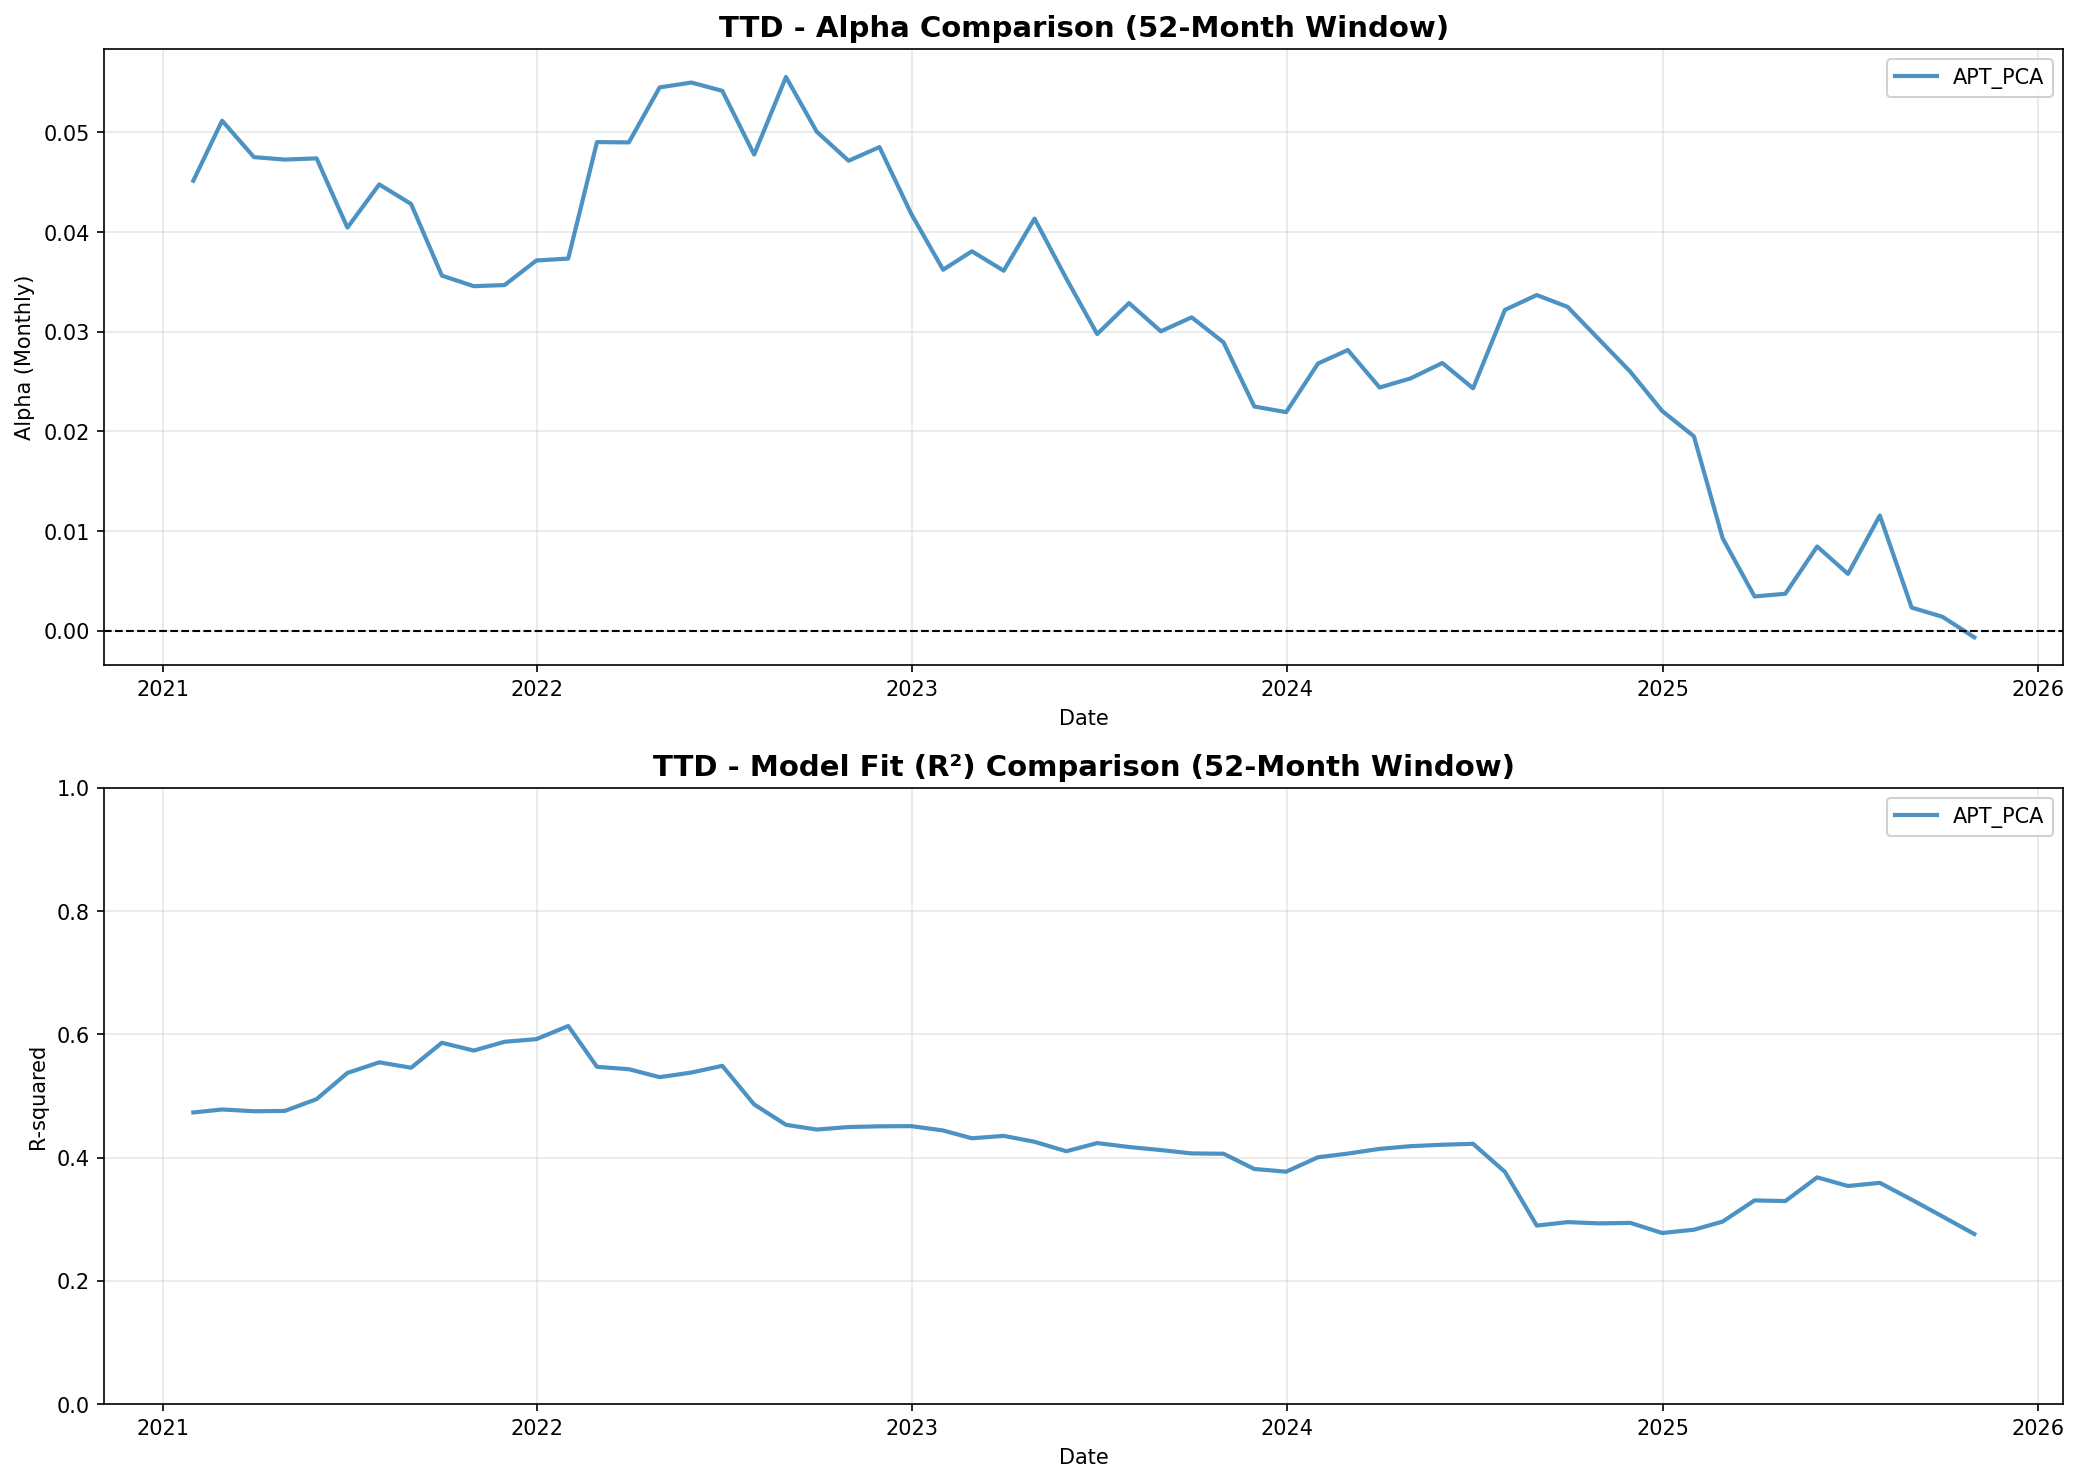 TTD - Alpha Comparison (52-Month Window)
APT_PCA
Alpha (Monthly)
0.05
0.04
0.03
0.02
0.01
0.00
2021 2022 2023 2024 2025 2026
Date
TTD - Model Fit (R²) Comparison (52-Month Window)
APT_PCA
R-squared
1.0
0.8
0.6
0.4
0.2
0.0
2021 2022 2023 2024 2025 2026
Date